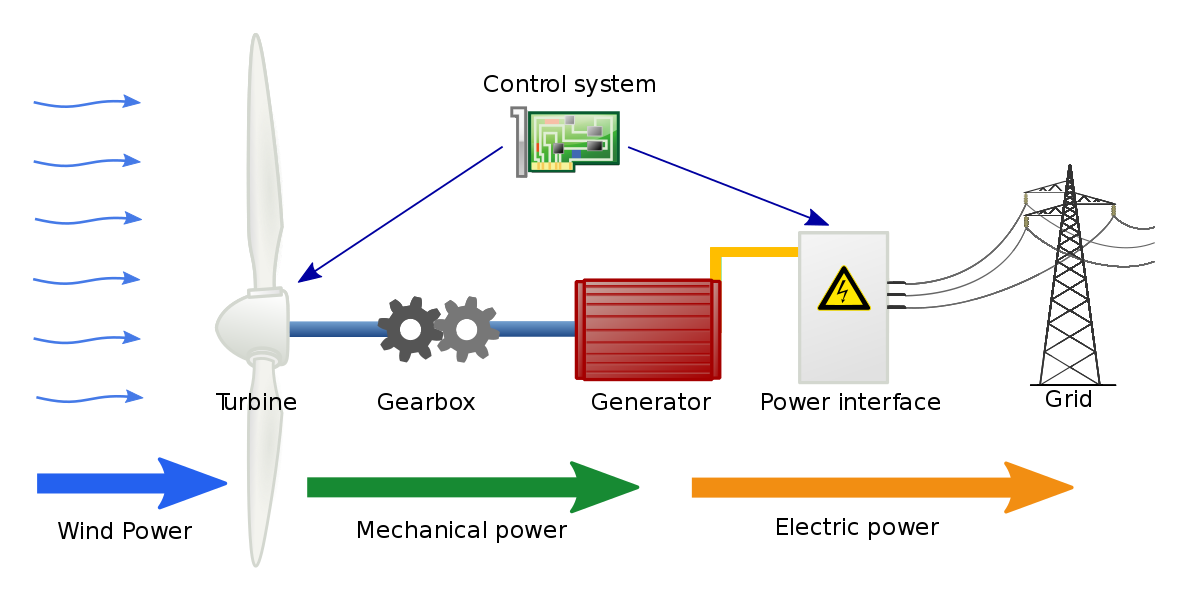 Control system
Turbine
Gearbox
Generator
Power interface
Grid
Wind Power
Mechanical power
Electric power